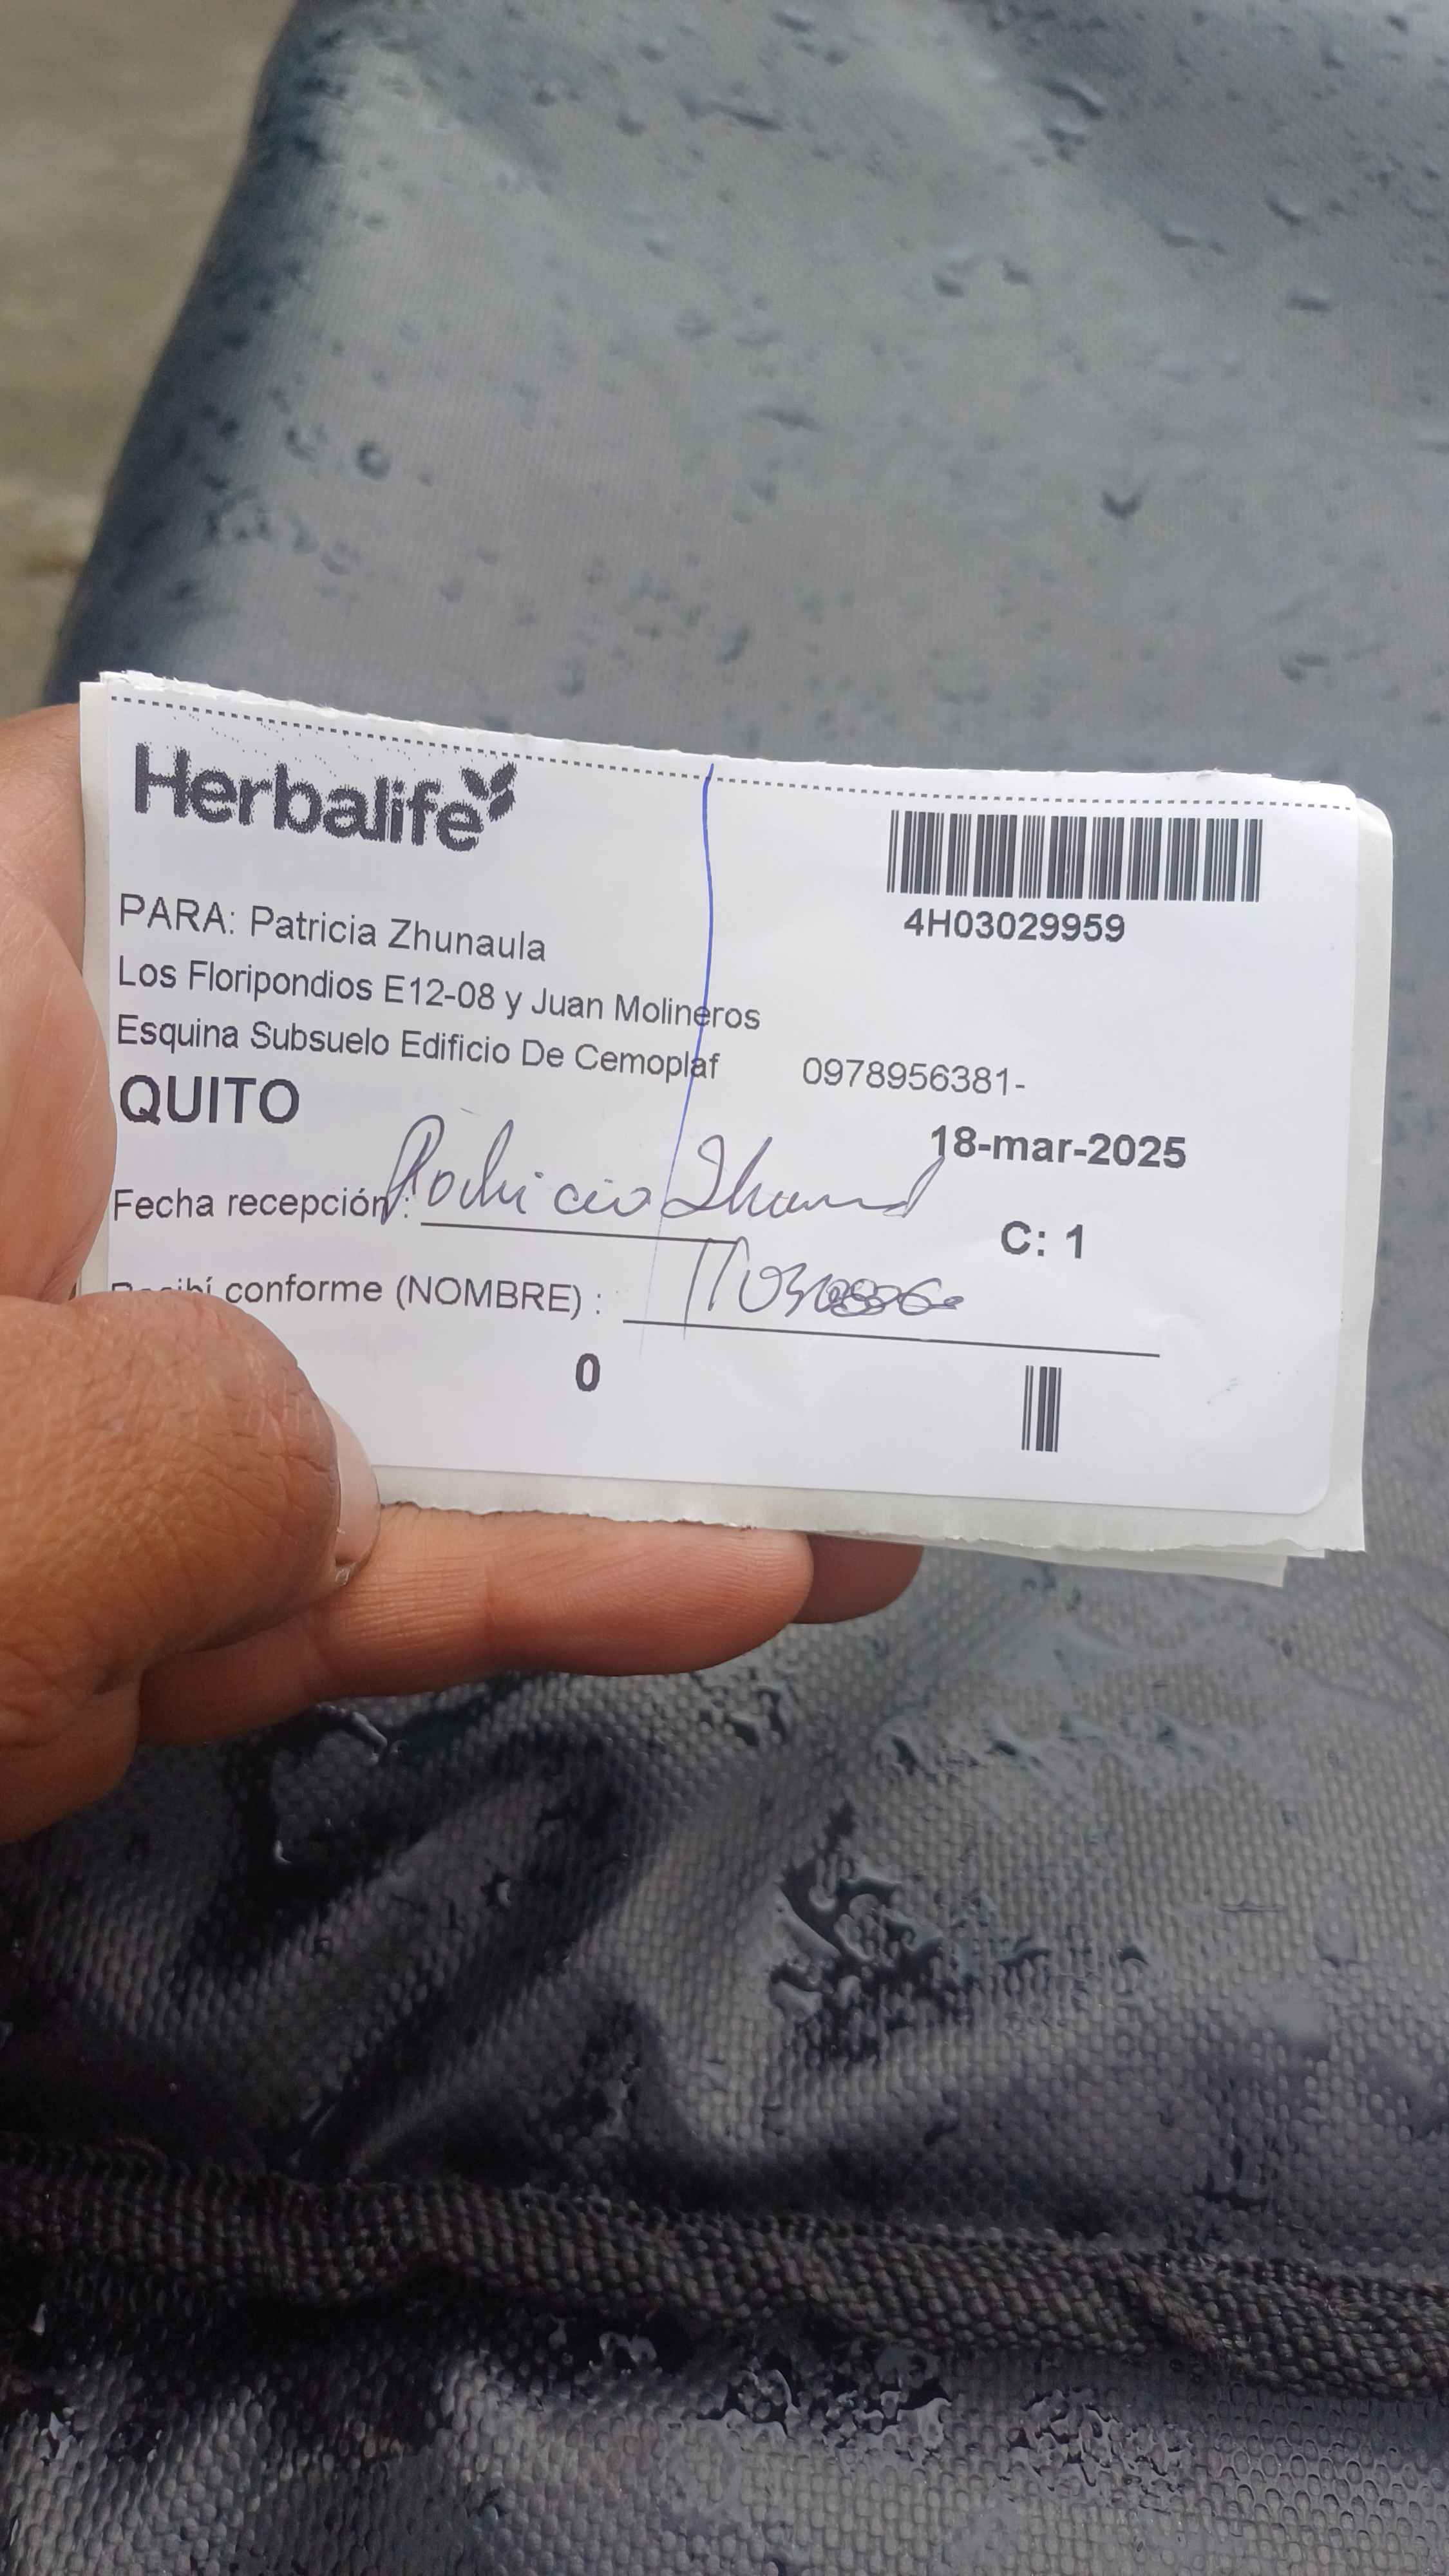 Herbalife
4H03029959
PARA: Patricia Zhunaula
Los Floripondios E12-08 y Juan Molineros
Esquina Subsuelo Edificio De Cemoplaf 0978956381-
QUITO
18-mar-2025
Fecha recepción:
C: 1
conforme (NOMBRE) :
0